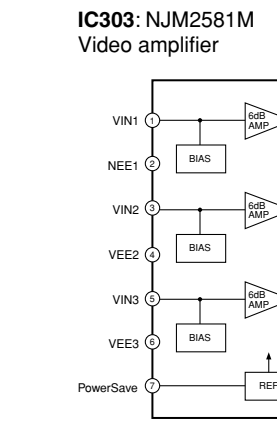 IC303: NJM2581M
Video amplifier
VIN1 1 6dB
AMP
BIAS
NEE1 2
VIN2 3 6dB
AMP
BIAS
VEE2 4
VIN3 5 6dB
AMP
BIAS
VEE3 6
PowerSave 7 REF